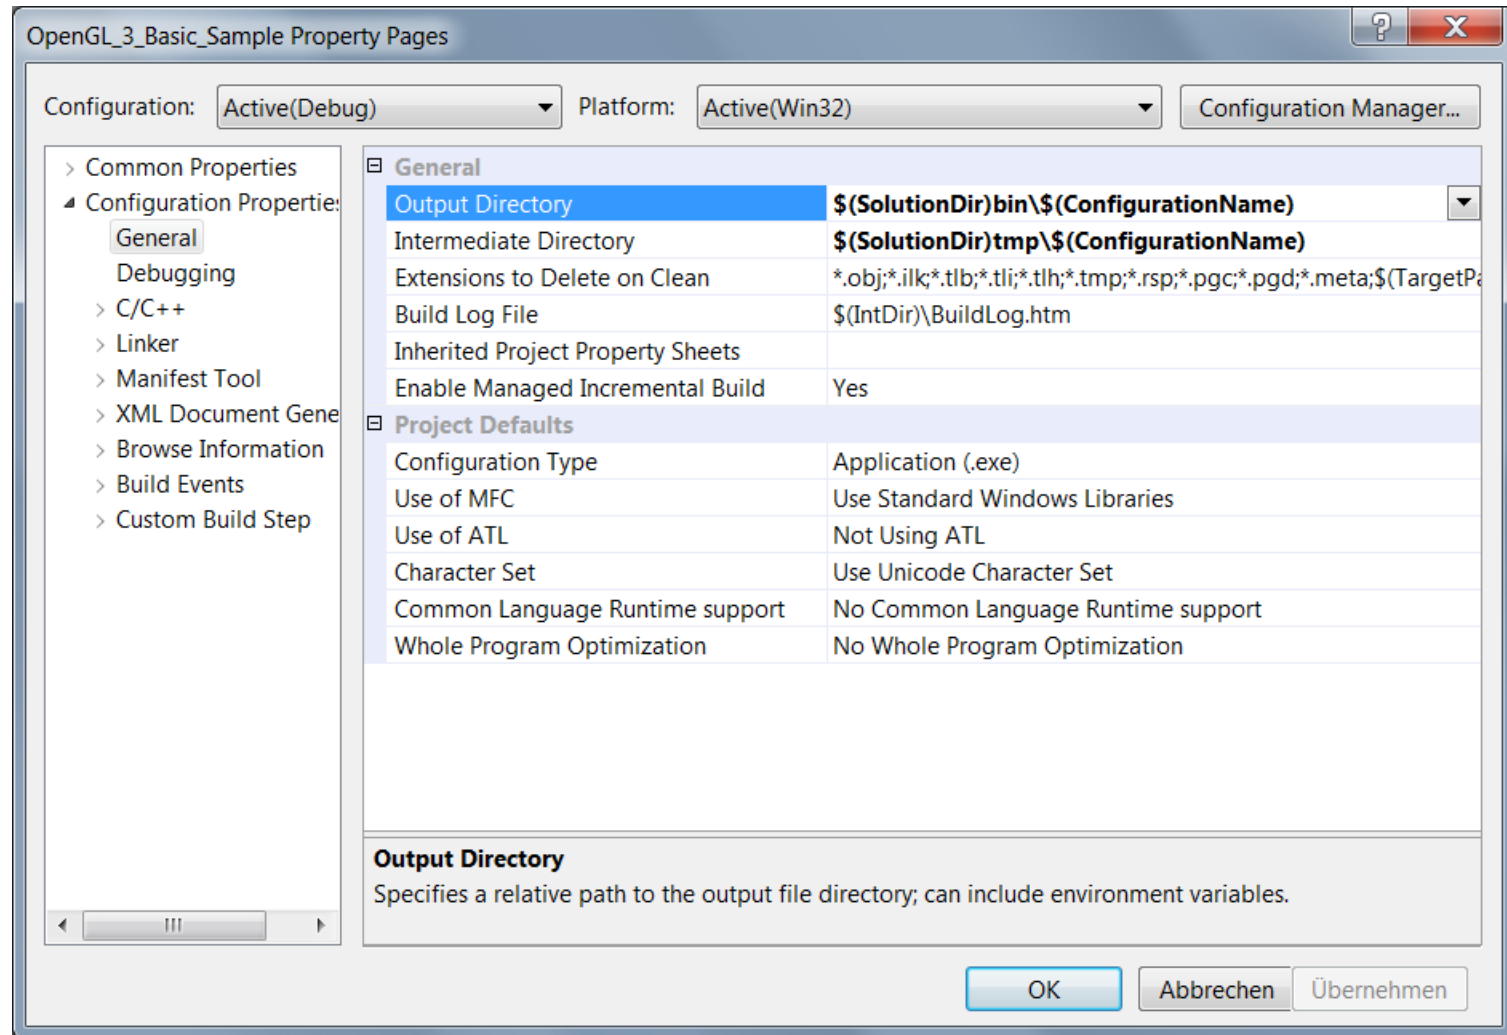 OpenGL_3_Basic_Sample Property Pages
Configuration: Active(Debug) Platform: Active(Win32) Configuration Manager...
Common Properties
Configuration Properties
General
Debugging
C/C++
Linker
Manifest Tool
XML Document Gene
Browse Information
Build Events
Custom Build Step
General
Output Directory $(SolutionDir)bin\$(ConfigurationName)
Intermediate Directory $(SolutionDir)tmp\$(ConfigurationName)
Extensions to Delete on Clean *.obj;*.ilk;*.tlb;*.tli;*.tlh;*.tmp;*.rsp;*.pgc;*.pgd;*.meta;$(TargetPa
Build Log File $(IntDir)\BuildLog.htm
Inherited Project Property Sheets
Enable Managed Incremental Build Yes
Project Defaults
Configuration Type Application (.exe)
Use of MFC Use Standard Windows Libraries
Use of ATL Not Using ATL
Character Set Use Unicode Character Set
Common Language Runtime support No Common Language Runtime support
Whole Program Optimization No Whole Program Optimization
Output Directory
Specifies a relative path to the output file directory; can include environment variables.
OK Abbrechen Übernehmen